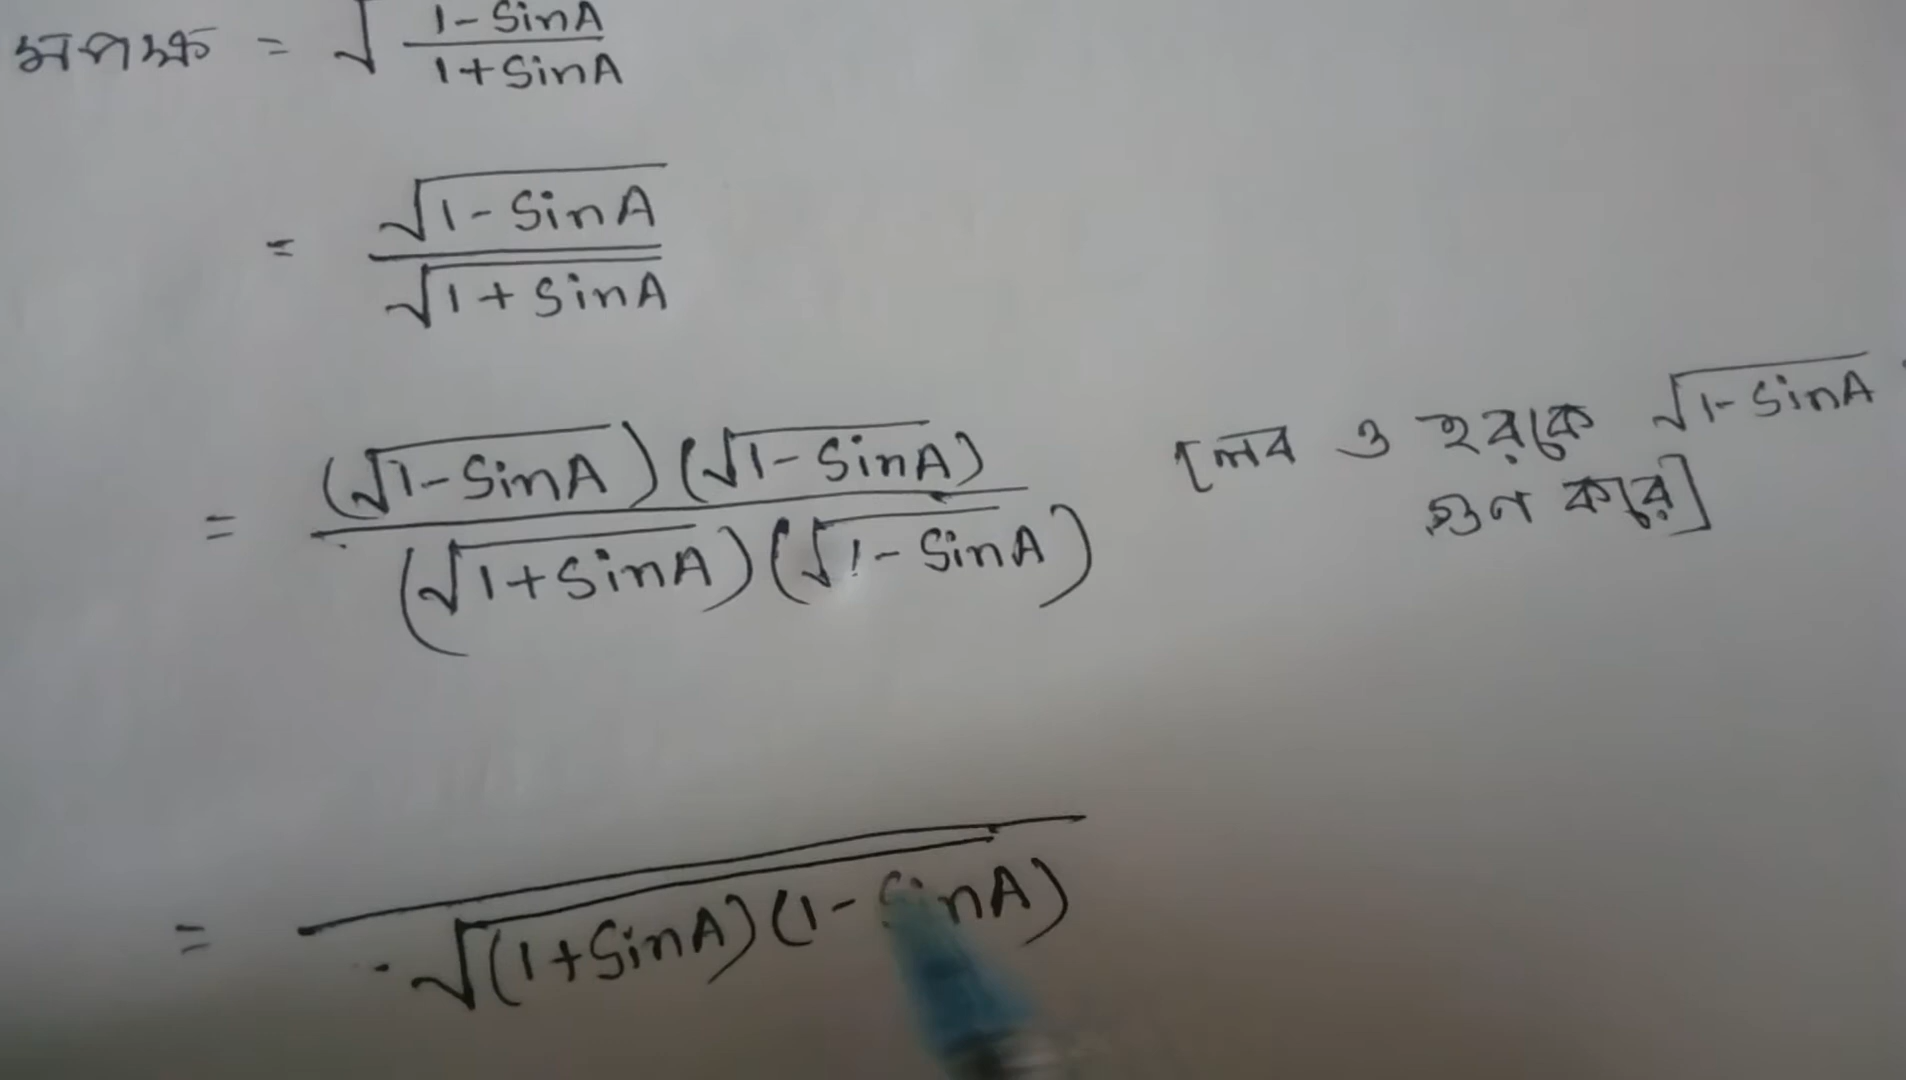 বামপক্ষ = √(1-SinA / 1+SinA)
= √(1-SinA) / √(1+SinA)
= (√(1-SinA))(√(1-SinA)) / (√(1+SinA))(√(1-SinA)) [লব ও হরকে √(1-SinA)
গুণ করে]
= / √((1+SinA)(1-SinA))